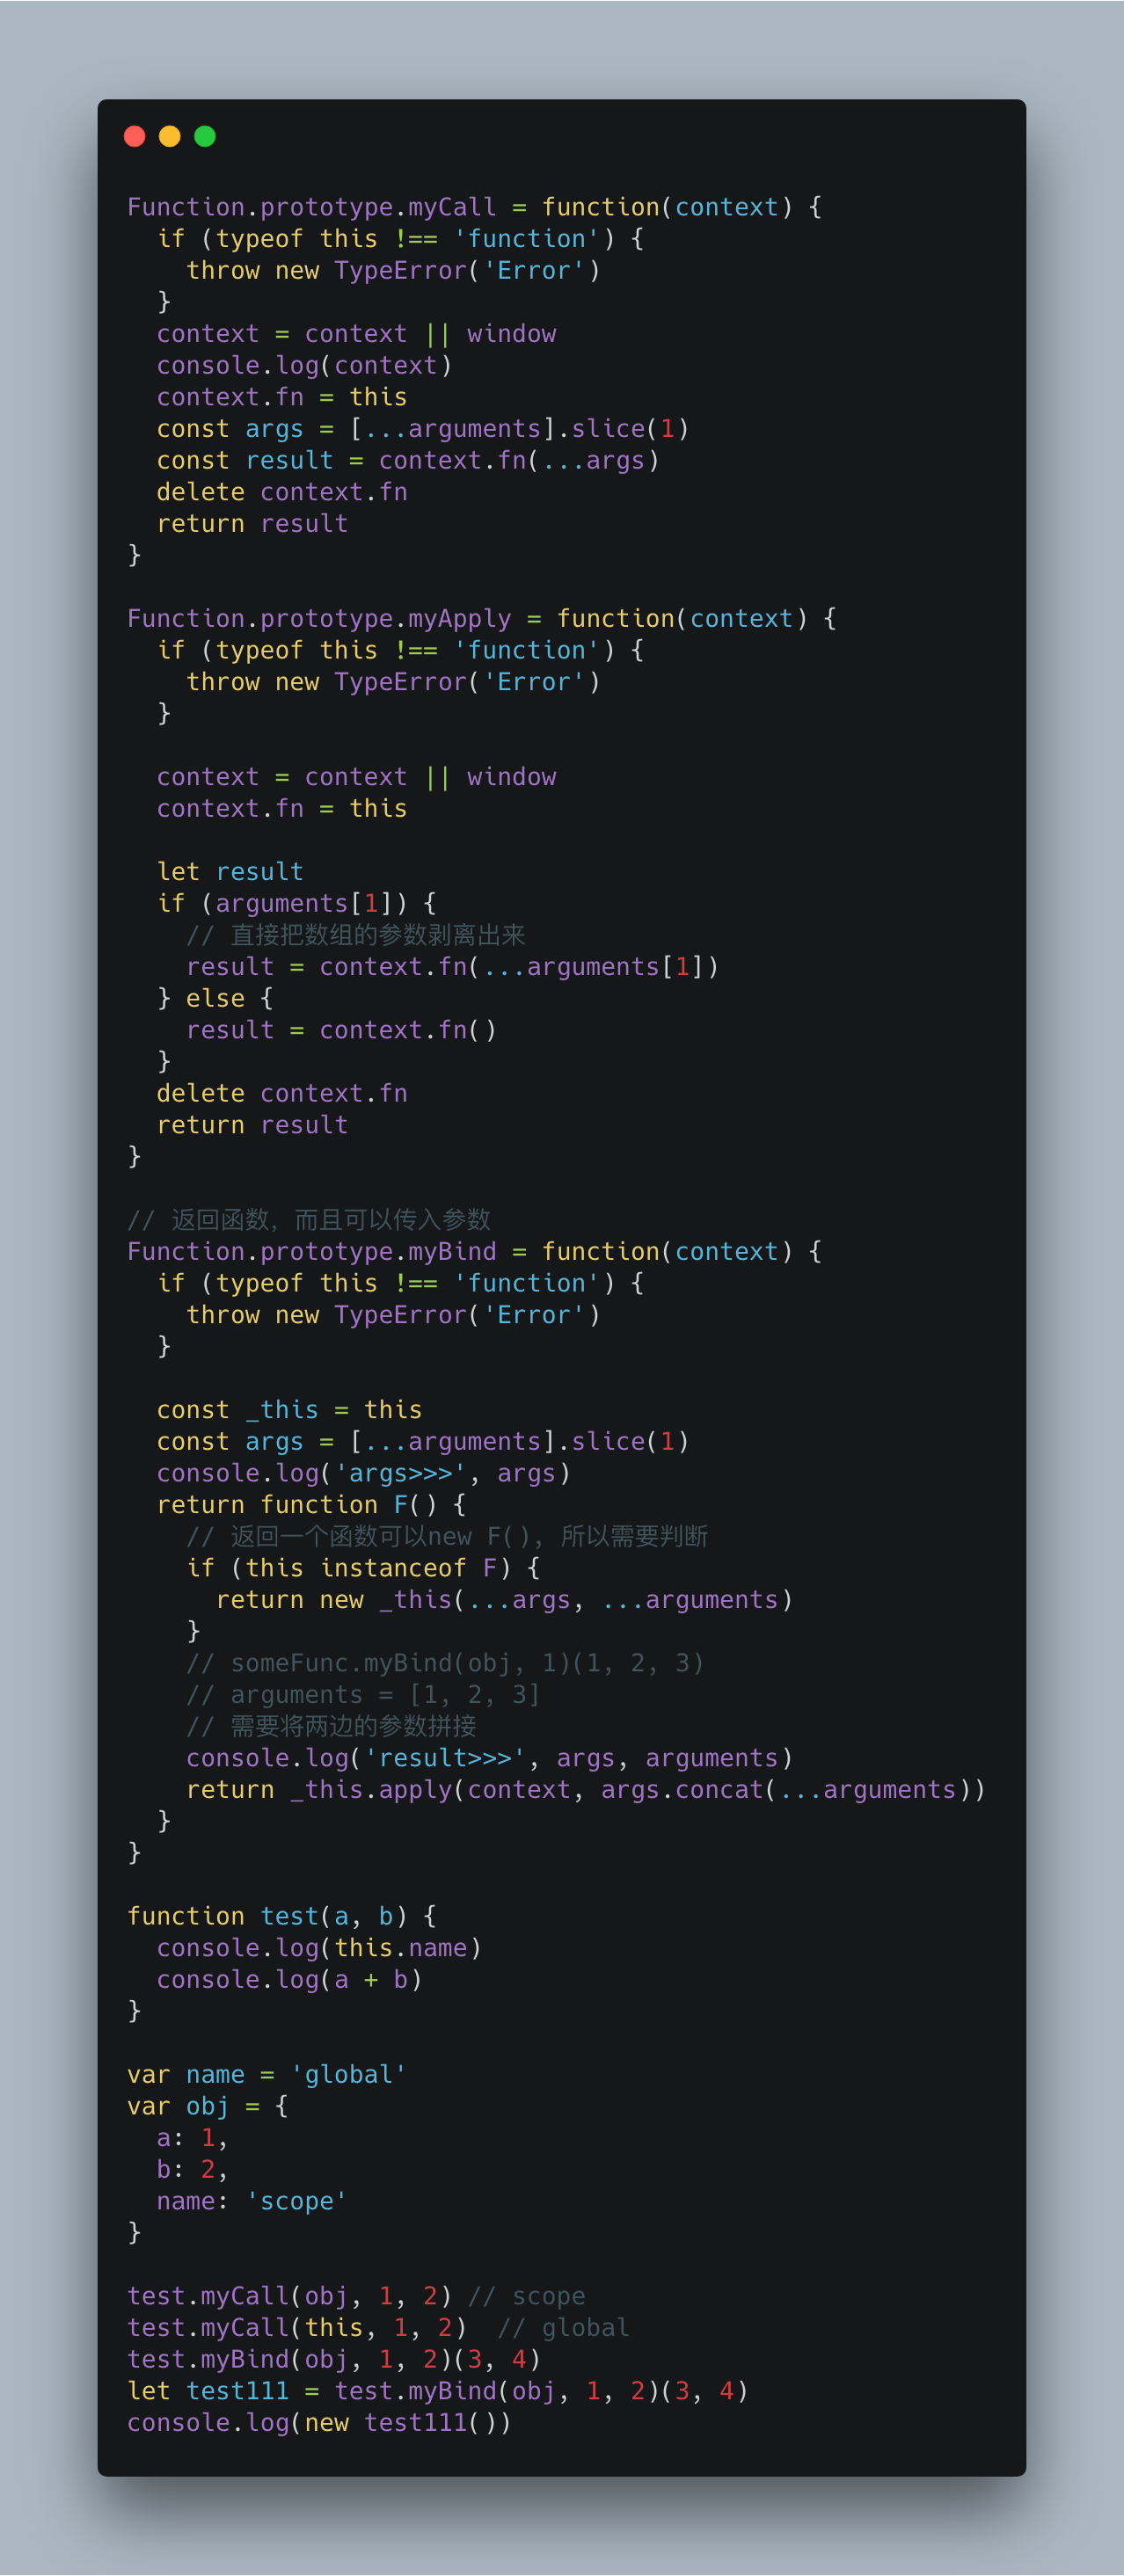 Function.prototype.myCall = function(context) {
  if (typeof this !== 'function') {
    throw new TypeError('Error')
  }
  context = context || window
  console.log(context)
  context.fn = this
  const args = [...arguments].slice(1)
  const result = context.fn(...args)
  delete context.fn
  return result
}

Function.prototype.myApply = function(context) {
  if (typeof this !== 'function') {
    throw new TypeError('Error')
  }

  context = context || window
  context.fn = this

  let result
  if (arguments[1]) {
    // 直接把数组的参数剥离出来
    result = context.fn(...arguments[1])
  } else {
    result = context.fn()
  }
  delete context.fn
  return result
}

// 返回函数，而且可以传入参数
Function.prototype.myBind = function(context) {
  if (typeof this !== 'function') {
    throw new TypeError('Error')
  }

  const _this = this
  const args = [...arguments].slice(1)
  console.log('args>>>', args)
  return function F() {
    // 返回一个函数可以new F(), 所以需要判断
    if (this instanceof F) {
      return new _this(...args, ...arguments)
    }
    // someFunc.myBind(obj, 1)(1, 2, 3)
    // arguments = [1, 2, 3]
    // 需要将两边的参数拼接
    console.log('result>>>', args, arguments)
    return _this.apply(context, args.concat(...arguments))
  }
}

function test(a, b) {
  console.log(this.name)
  console.log(a + b)
}

var name = 'global'
var obj = {
  a: 1,
  b: 2,
  name: 'scope'
}

test.myCall(obj, 1, 2) // scope
test.myCall(this, 1, 2)  // global
test.myBind(obj, 1, 2)(3, 4)
let test111 = test.myBind(obj, 1, 2)(3, 4)
console.log(new test111())